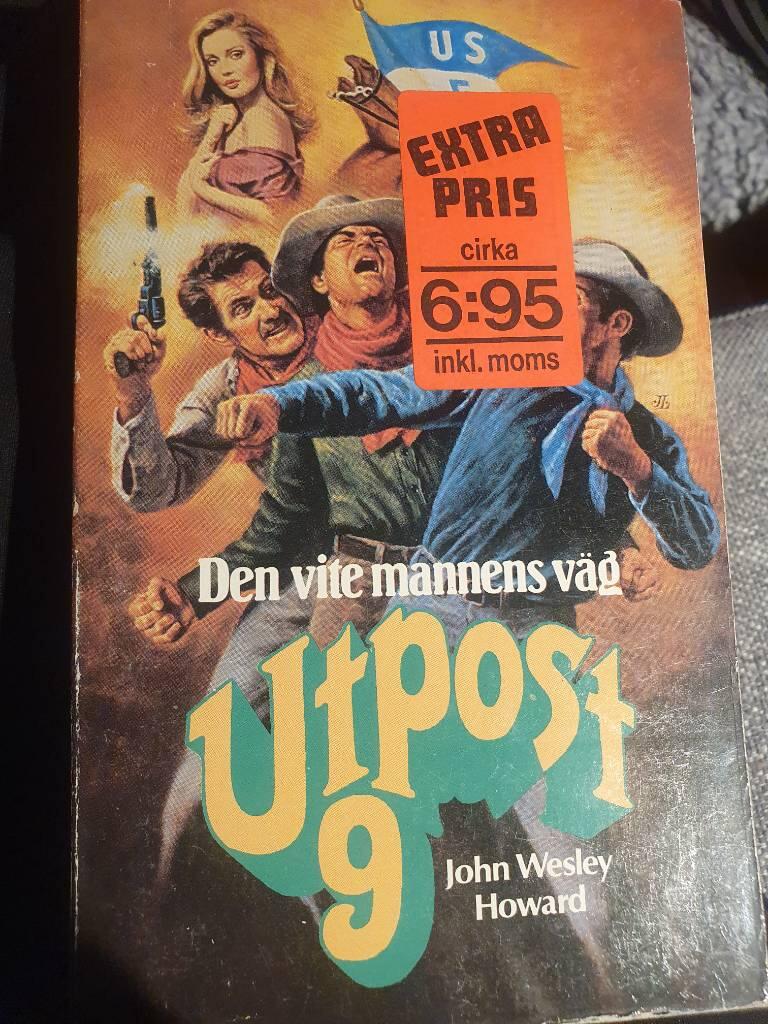 US
EXTRA
PRIS
cirka
6:95
inkl. moms
Den vite mannens väg
Utpost
9
John Wesley
Howard